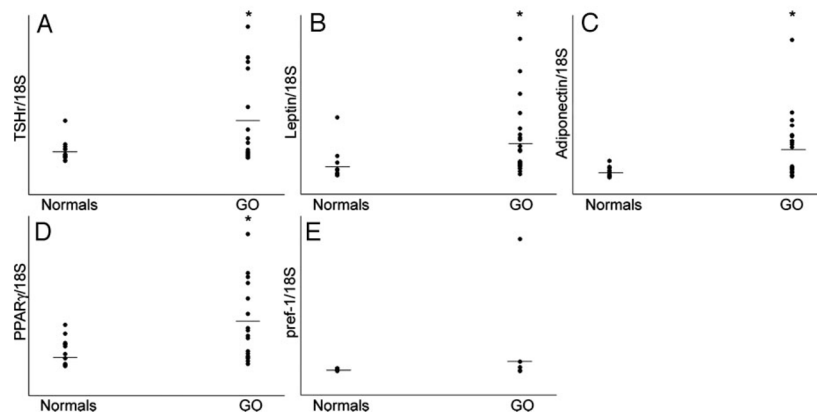 A
*
TSHr/18S
Normals GO
B
*
Leptin/18S
Normals GO
C
*
Adiponectin/18S
Normals GO
D
*
PPARγ/18S
Normals GO
E
pref-1/18S
Normals GO